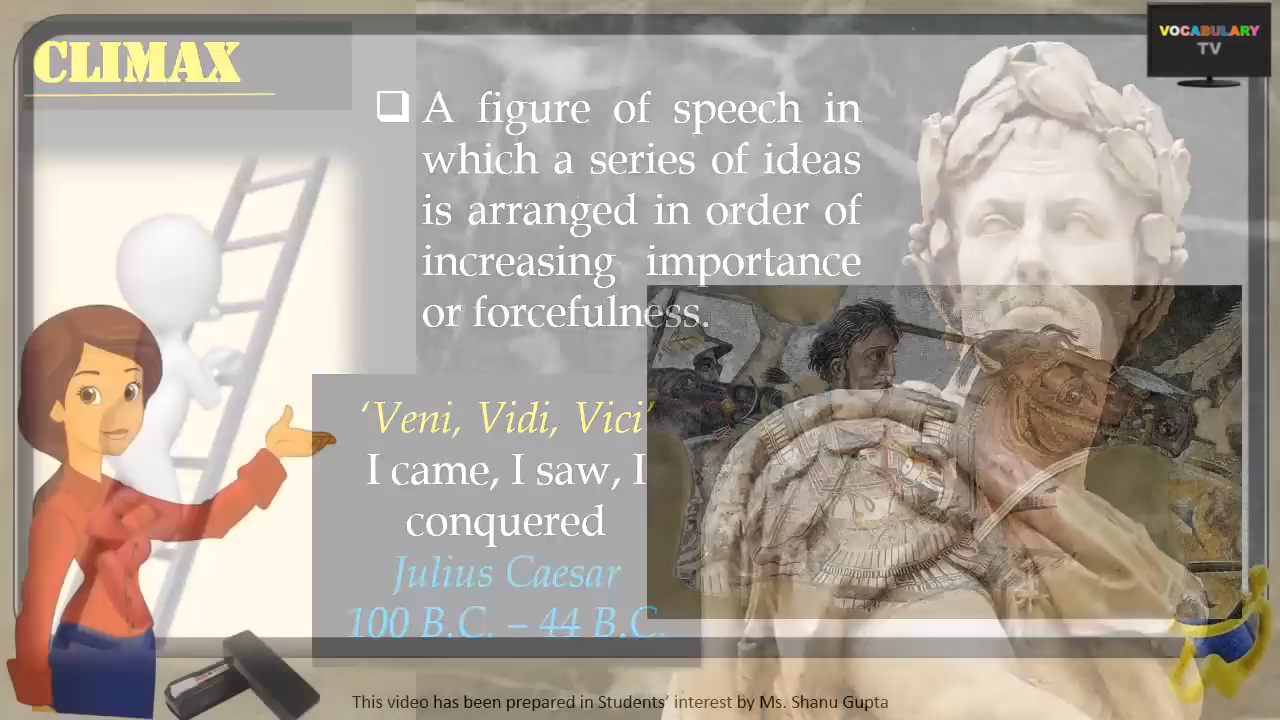 CLIMAX
VOCABULARY
TV
A figure of speech in
which a series of ideas
is arranged in order of
increasing importance
or forcefulness.
‘Veni, Vidi, Vici’
I came, I saw, I
conquered
Julius Caesar
100 B.C. – 44 B.C.
This video has been prepared in Students’ interest by Ms. Shanu Gupta